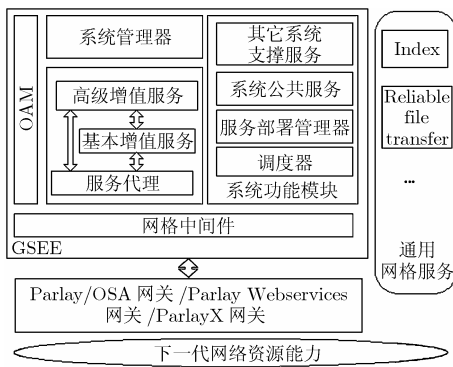 OAM
系统管理器
高级增值服务
基本增值服务
服务代理
其它系统
支撑服务
系统公共服务
服务部署管理器
调度器
系统功能模块
网格中间件
GSEE
Index
Reliable
file
transfer
...
通用
网格服务
Parlay/OSA 网关 /Parlay Webservices
网关 /ParlayX 网关
下一代网络资源能力